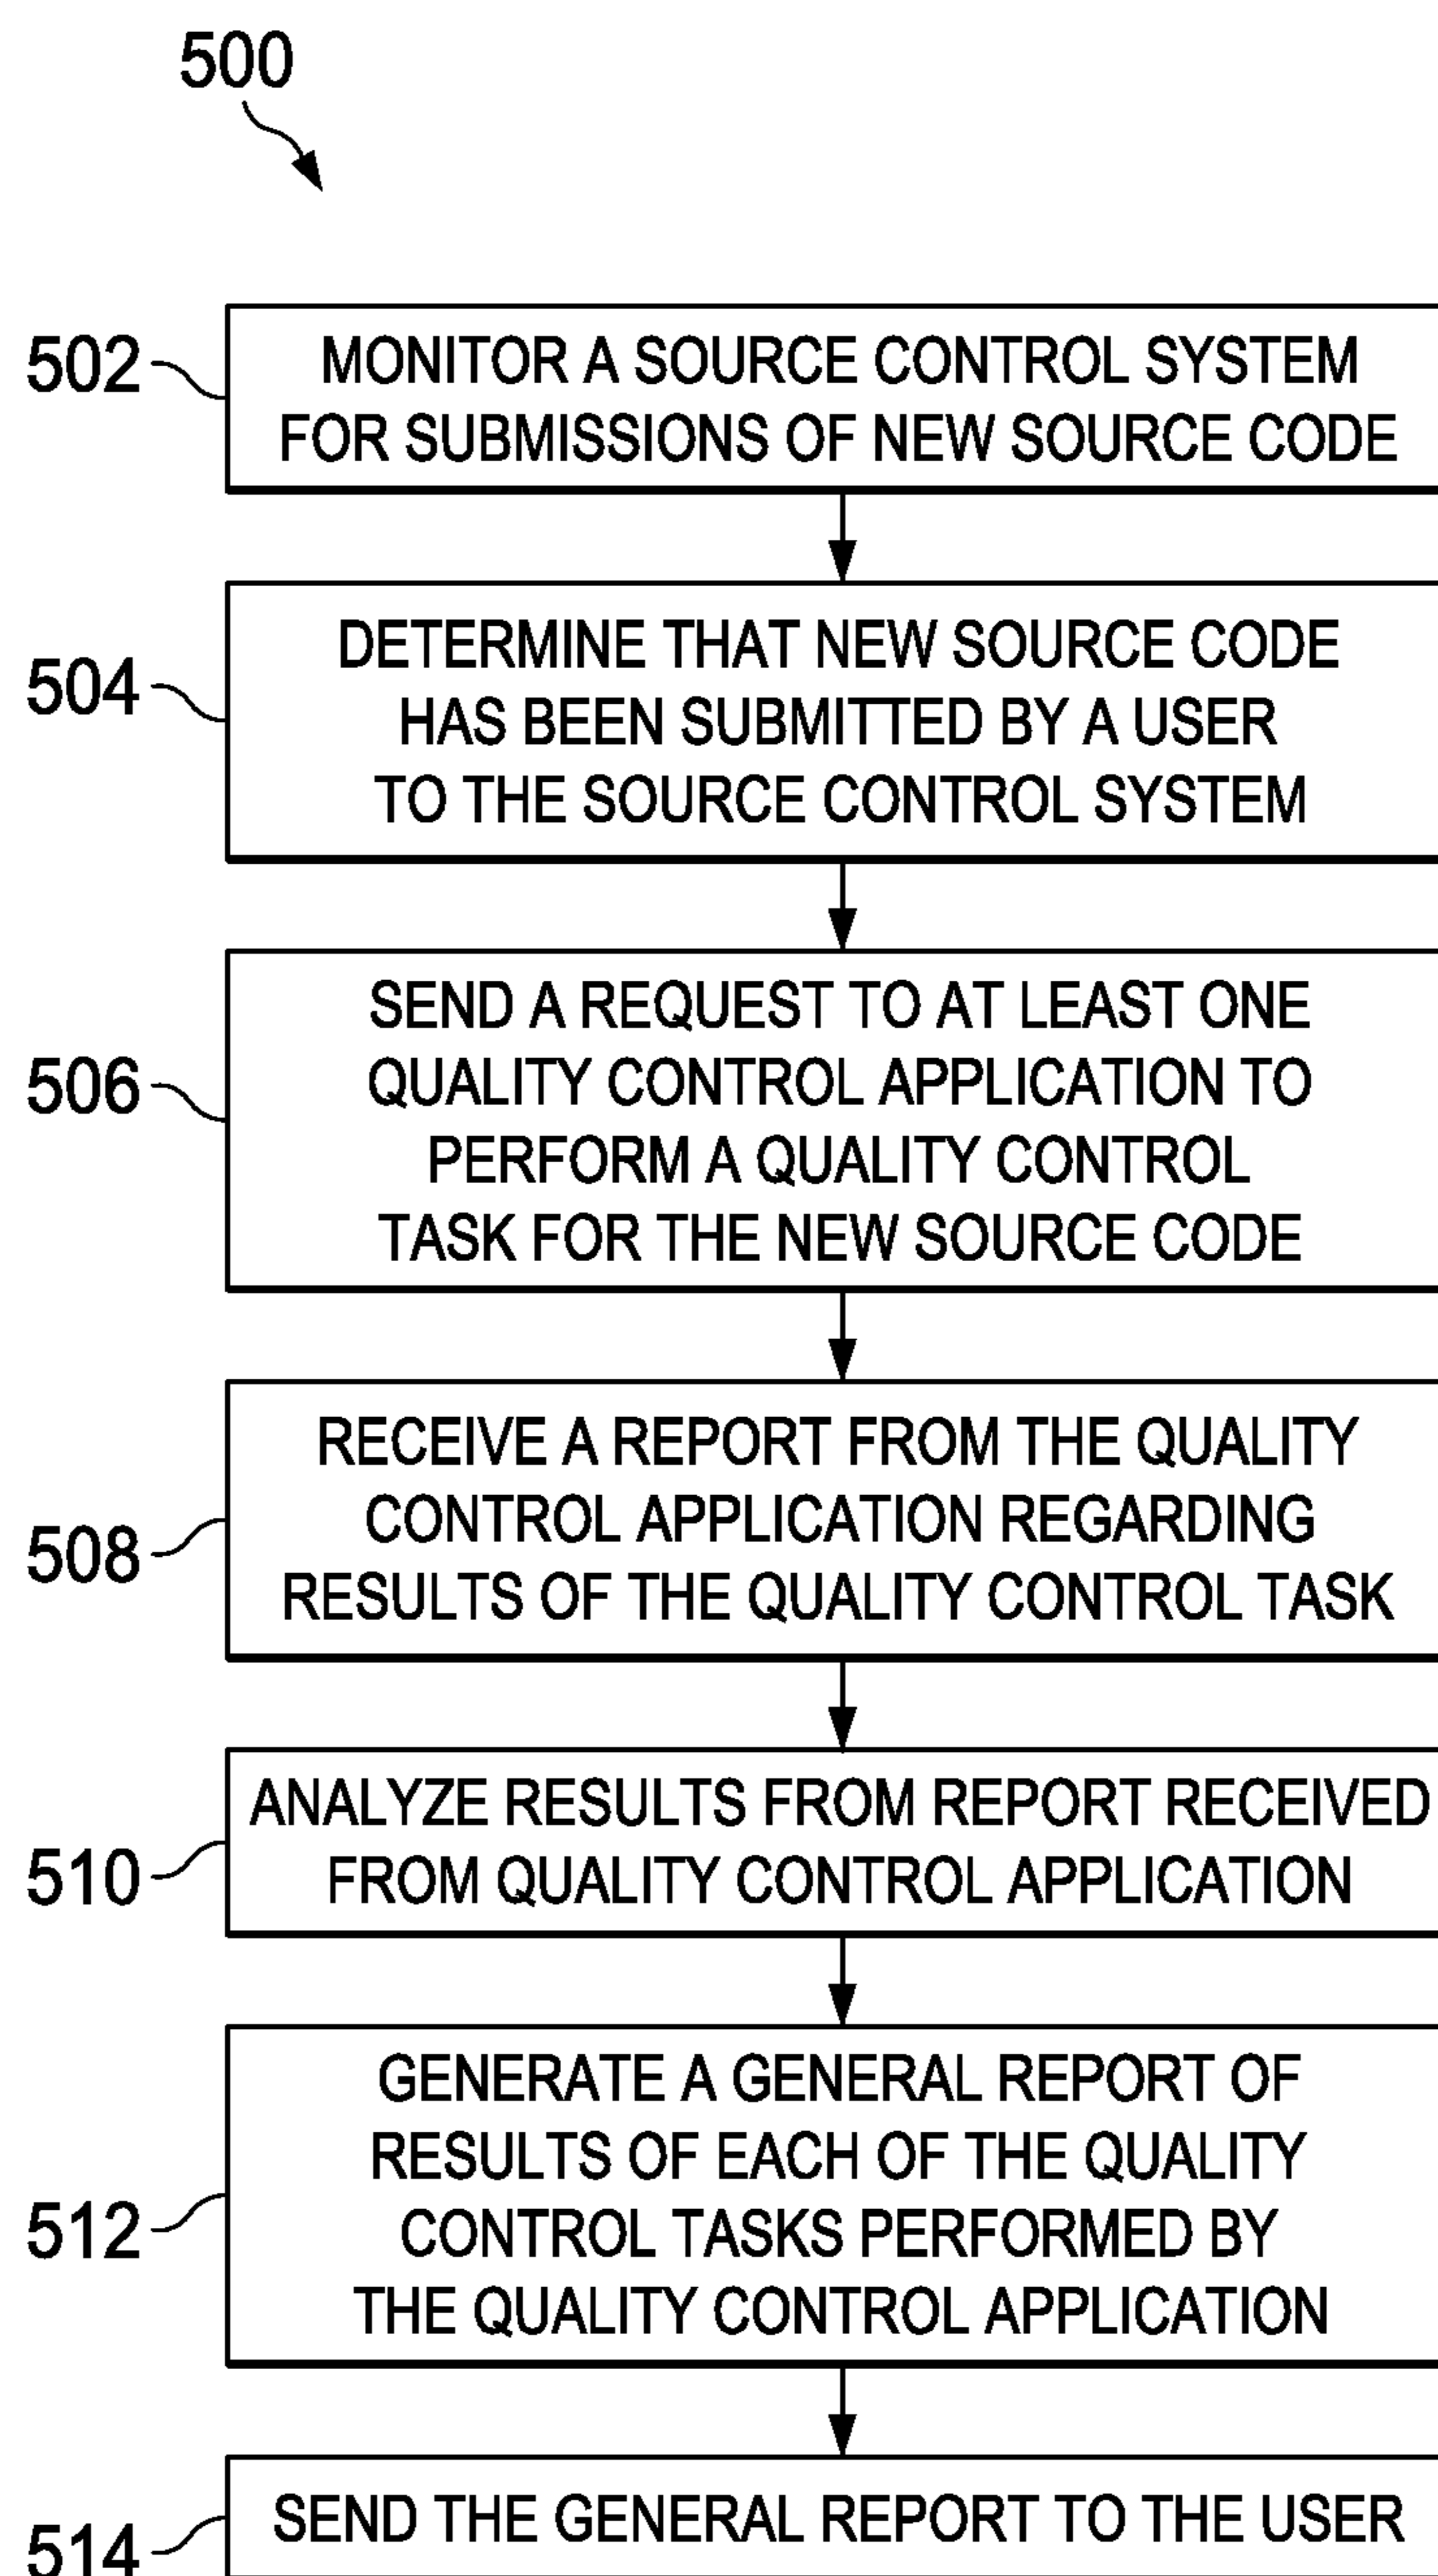 500
502
MONITOR A SOURCE CONTROL SYSTEM
FOR SUBMISSIONS OF NEW SOURCE CODE
504
DETERMINE THAT NEW SOURCE CODE
HAS BEEN SUBMITTED BY A USER
TO THE SOURCE CONTROL SYSTEM
506
SEND A REQUEST TO AT LEAST ONE
QUALITY CONTROL APPLICATION TO
PERFORM A QUALITY CONTROL
TASK FOR THE NEW SOURCE CODE
508
RECEIVE A REPORT FROM THE QUALITY
CONTROL APPLICATION REGARDING
RESULTS OF THE QUALITY CONTROL TASK
510
ANALYZE RESULTS FROM REPORT RECEIVED
FROM QUALITY CONTROL APPLICATION
512
GENERATE A GENERAL REPORT OF
RESULTS OF EACH OF THE QUALITY
CONTROL TASKS PERFORMED BY
THE QUALITY CONTROL APPLICATION
514
SEND THE GENERAL REPORT TO THE USER